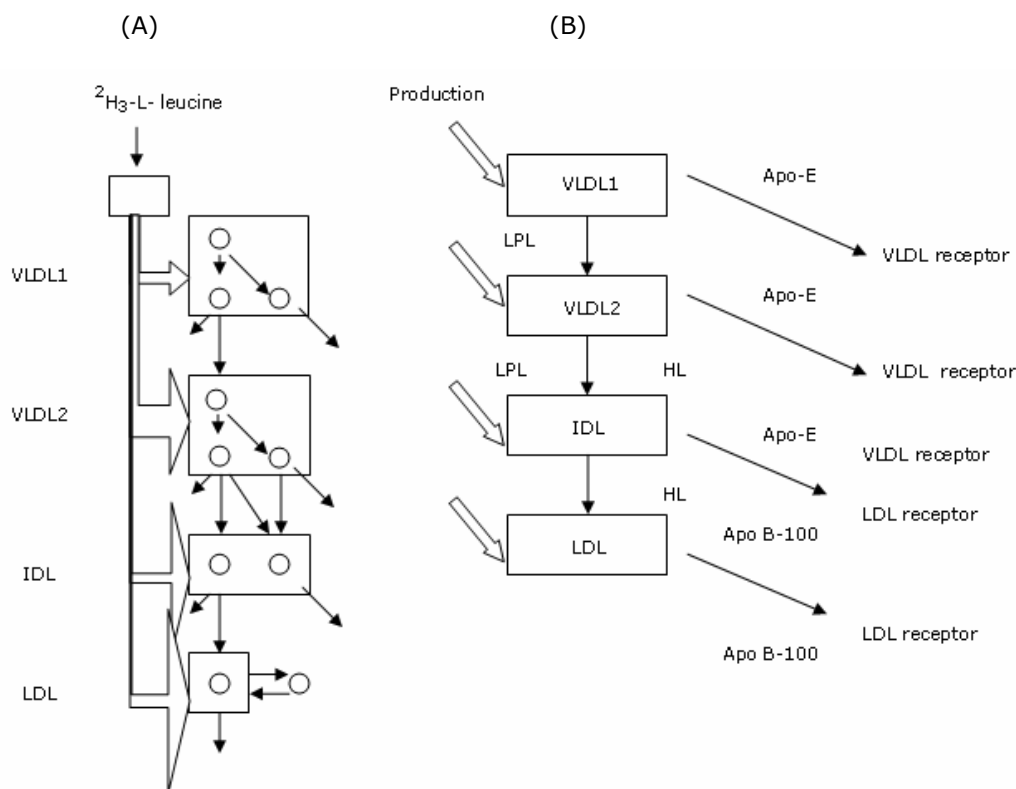 (A)
(B)
²H₃-L- leucine
VLDL1
VLDL2
IDL
LDL
Production
VLDL1
Apo-E
LPL
VLDL receptor
VLDL2
Apo-E
LPL
HL
VLDL receptor
IDL
Apo-E
VLDL receptor
HL
LDL receptor
Apo B-100
LDL
LDL receptor
Apo B-100